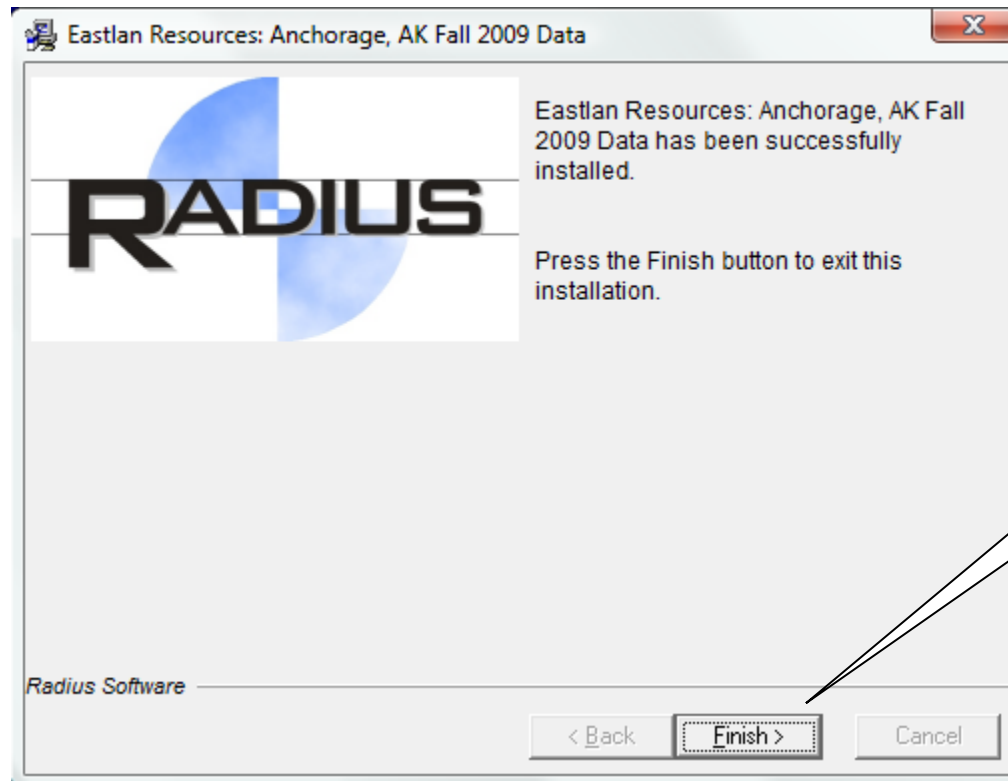 Eastlan Resources: Anchorage, AK Fall 2009 Data
RADIUS
Eastlan Resources: Anchorage, AK Fall
2009 Data has been successfully
installed.
Press the Finish button to exit this
installation.
Radius Software
< Back
Finish >
Cancel